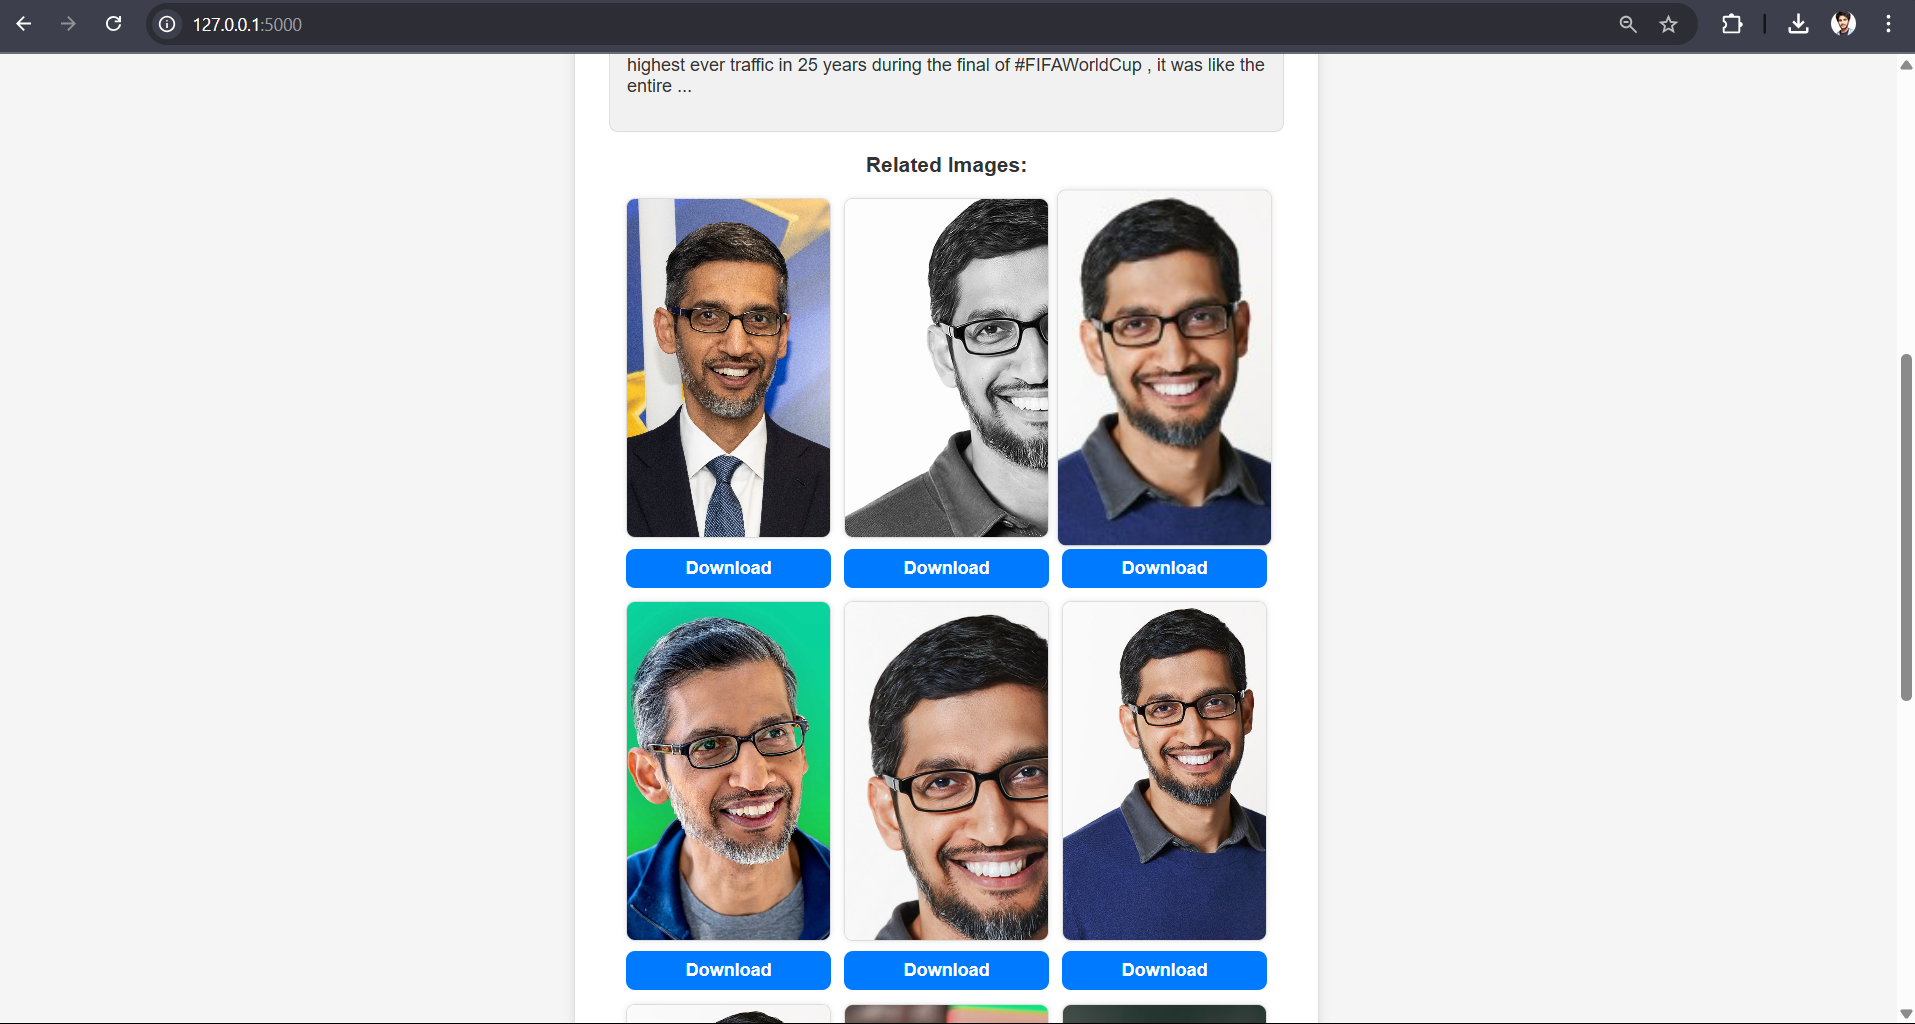 127.0.0.1:5000
highest ever traffic in 25 years during the final of #FIFAWorldCup , it was like the
entire ...
Related Images:
Download Download Download
Download Download Download